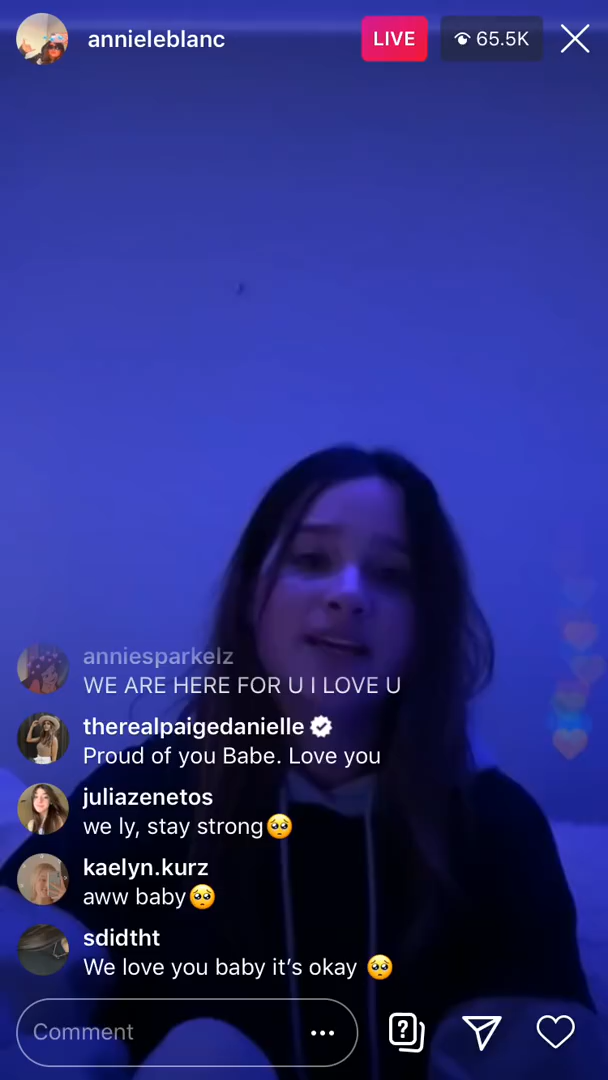 annieleblanc LIVE 65.5K
anniesparkelz
WE ARE HERE FOR U I LOVE U
therealpaigedanielle
Proud of you Babe. Love you
juliazenetos
we ly, stay strong🥺
kaelyn.kurz
aww baby🥺
sdidtht
We love you baby it’s okay 🥺
Comment